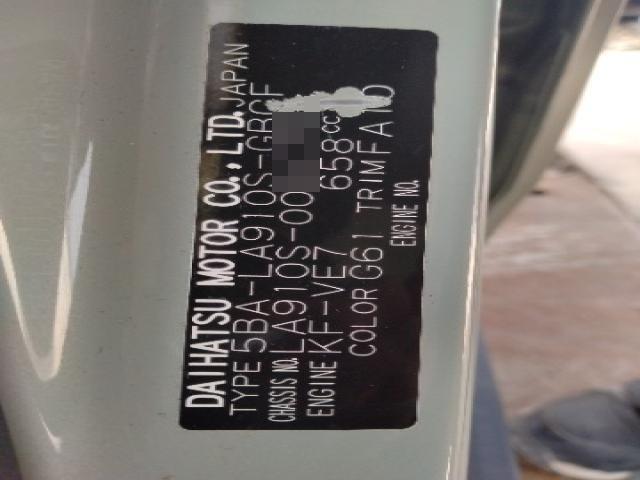 DAIHATSU MOTOR CO., LTD. JAPAN
TYPE 5BA-LA910S-GBGF
CHASSIS NO. LA910S-00
ENGINE KF-VE7 658cc
COLOR G61 TRIM FA10
ENGINE NO.